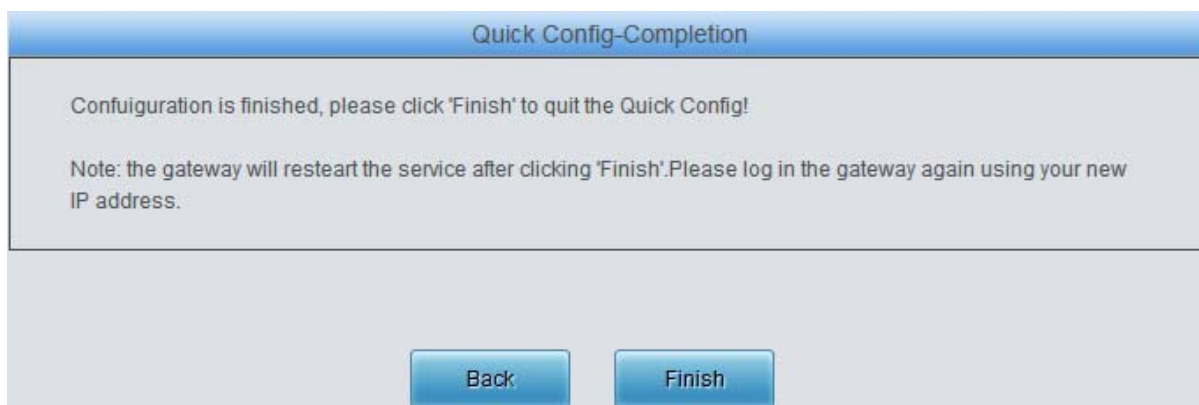 Quick Config-Completion
Confuiguration is finished, please click 'Finish' to quit the Quick Config!
Note: the gateway will resteart the service after clicking 'Finish'.Please log in the gateway again using your new
IP address.
Back
Finish